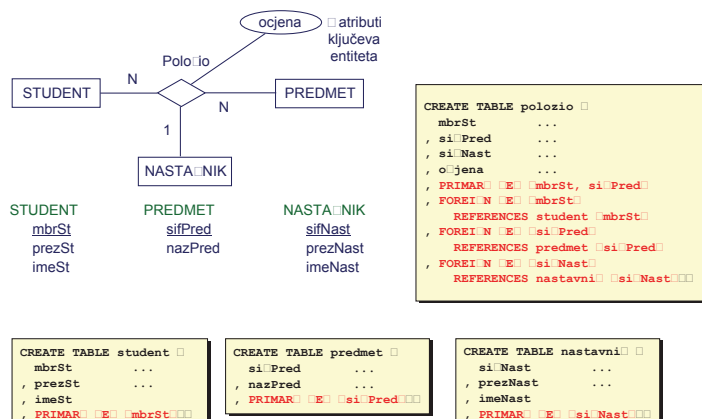 ocjena
□ atributi
ključeva
entiteta
Polo□io
STUDENT
N
N
PREDMET
1
NASTA□NIK
STUDENT
mbrSt
prezSt
imeSt
PREDMET
sifPred
nazPred
NASTA□NIK
sifNast
prezNast
imeNast
CREATE TABLE polozio □
mbrSt ...
, si□Pred ...
, si□Nast ...
, o□jena ...
, PRIMAR□ □E□ □mbrSt, si□Pred□
, FOREI□N □E□ □mbrSt□
REFERENCES student □mbrSt□
, FOREI□N □E□ □si□Pred□
REFERENCES predmet □si□Pred□
, FOREI□N □E□ □si□Nast□
REFERENCES nastavni□ □si□Nast□□□
CREATE TABLE student □
mbrSt ...
, prezSt ...
, imeSt
, PRIMAR□ □E□ □mbrSt□□□
CREATE TABLE predmet □
si□Pred ...
, nazPred ...
, PRIMAR□ □E□ □si□Pred□□□
CREATE TABLE nastavni□ □
si□Nast ...
, prezNast ...
, imeNast
, PRIMAR□ □E□ □si□Nast□□□